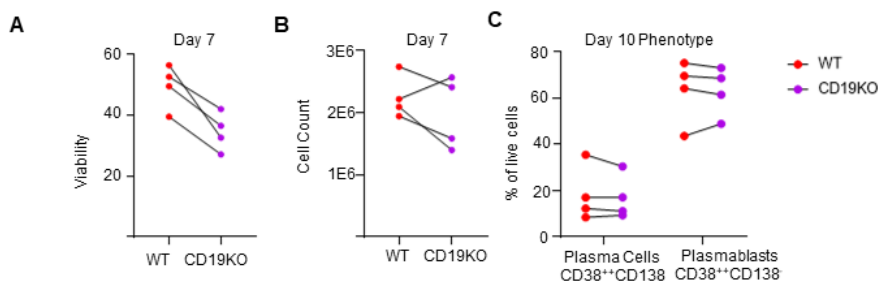 A
Day 7
Viability
60
40
20
WT CD19KO
B
Day 7
Cell Count
3E6
2E6
1E6
WT CD19KO
C
Day 10 Phenotype
% of live cells
80
60
40
20
0
Plasma Cells Plasmablasts
CD38++CD138 CD38++CD138-
WT
CD19KO